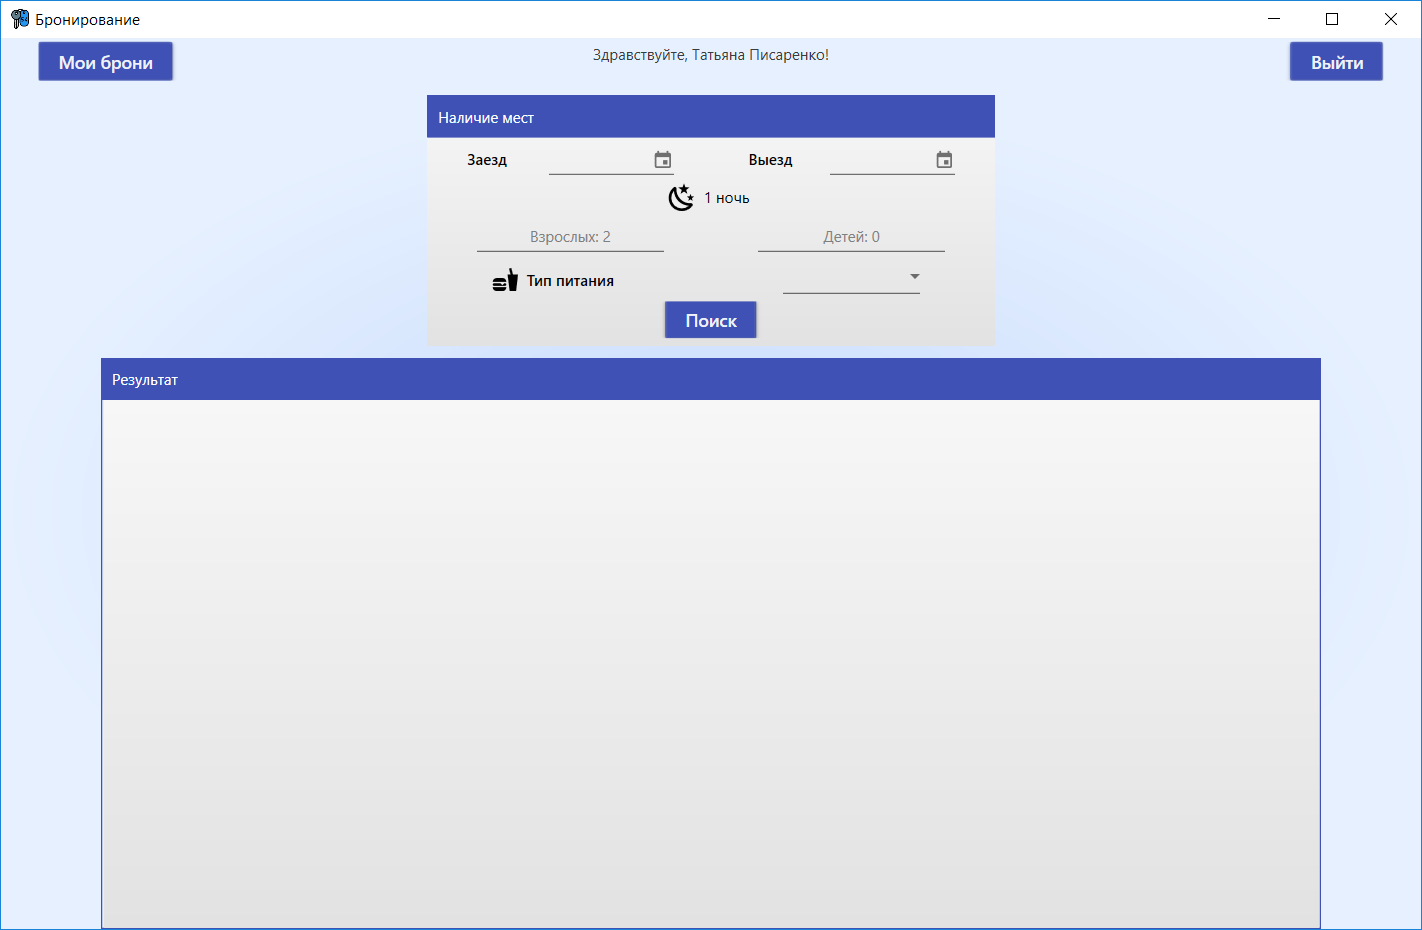 Бронирование
Мои брони
Здравствуйте, Татьяна Писаренко!
Выйти
Наличие мест
Заезд
Выезд
1 ночь
Взрослых: 2
Детей: 0
Тип питания
Поиск
Результат